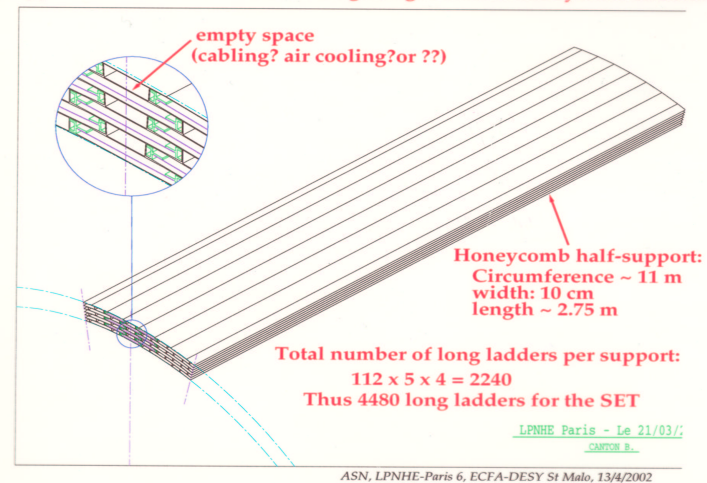 empty space
(cabling? air cooling?or ??)
Honeycomb half-support:
Circumference ~ 11 m
width: 10 cm
length ~ 2.75 m
Total number of long ladders per support:
112 x 5 x 4 = 2240
Thus 4480 long ladders for the SET
LPNHE Paris - Le 21/03/
CANTON B.
ASN, LPNHE-Paris 6, ECFA-DESY St Malo, 13/4/2002